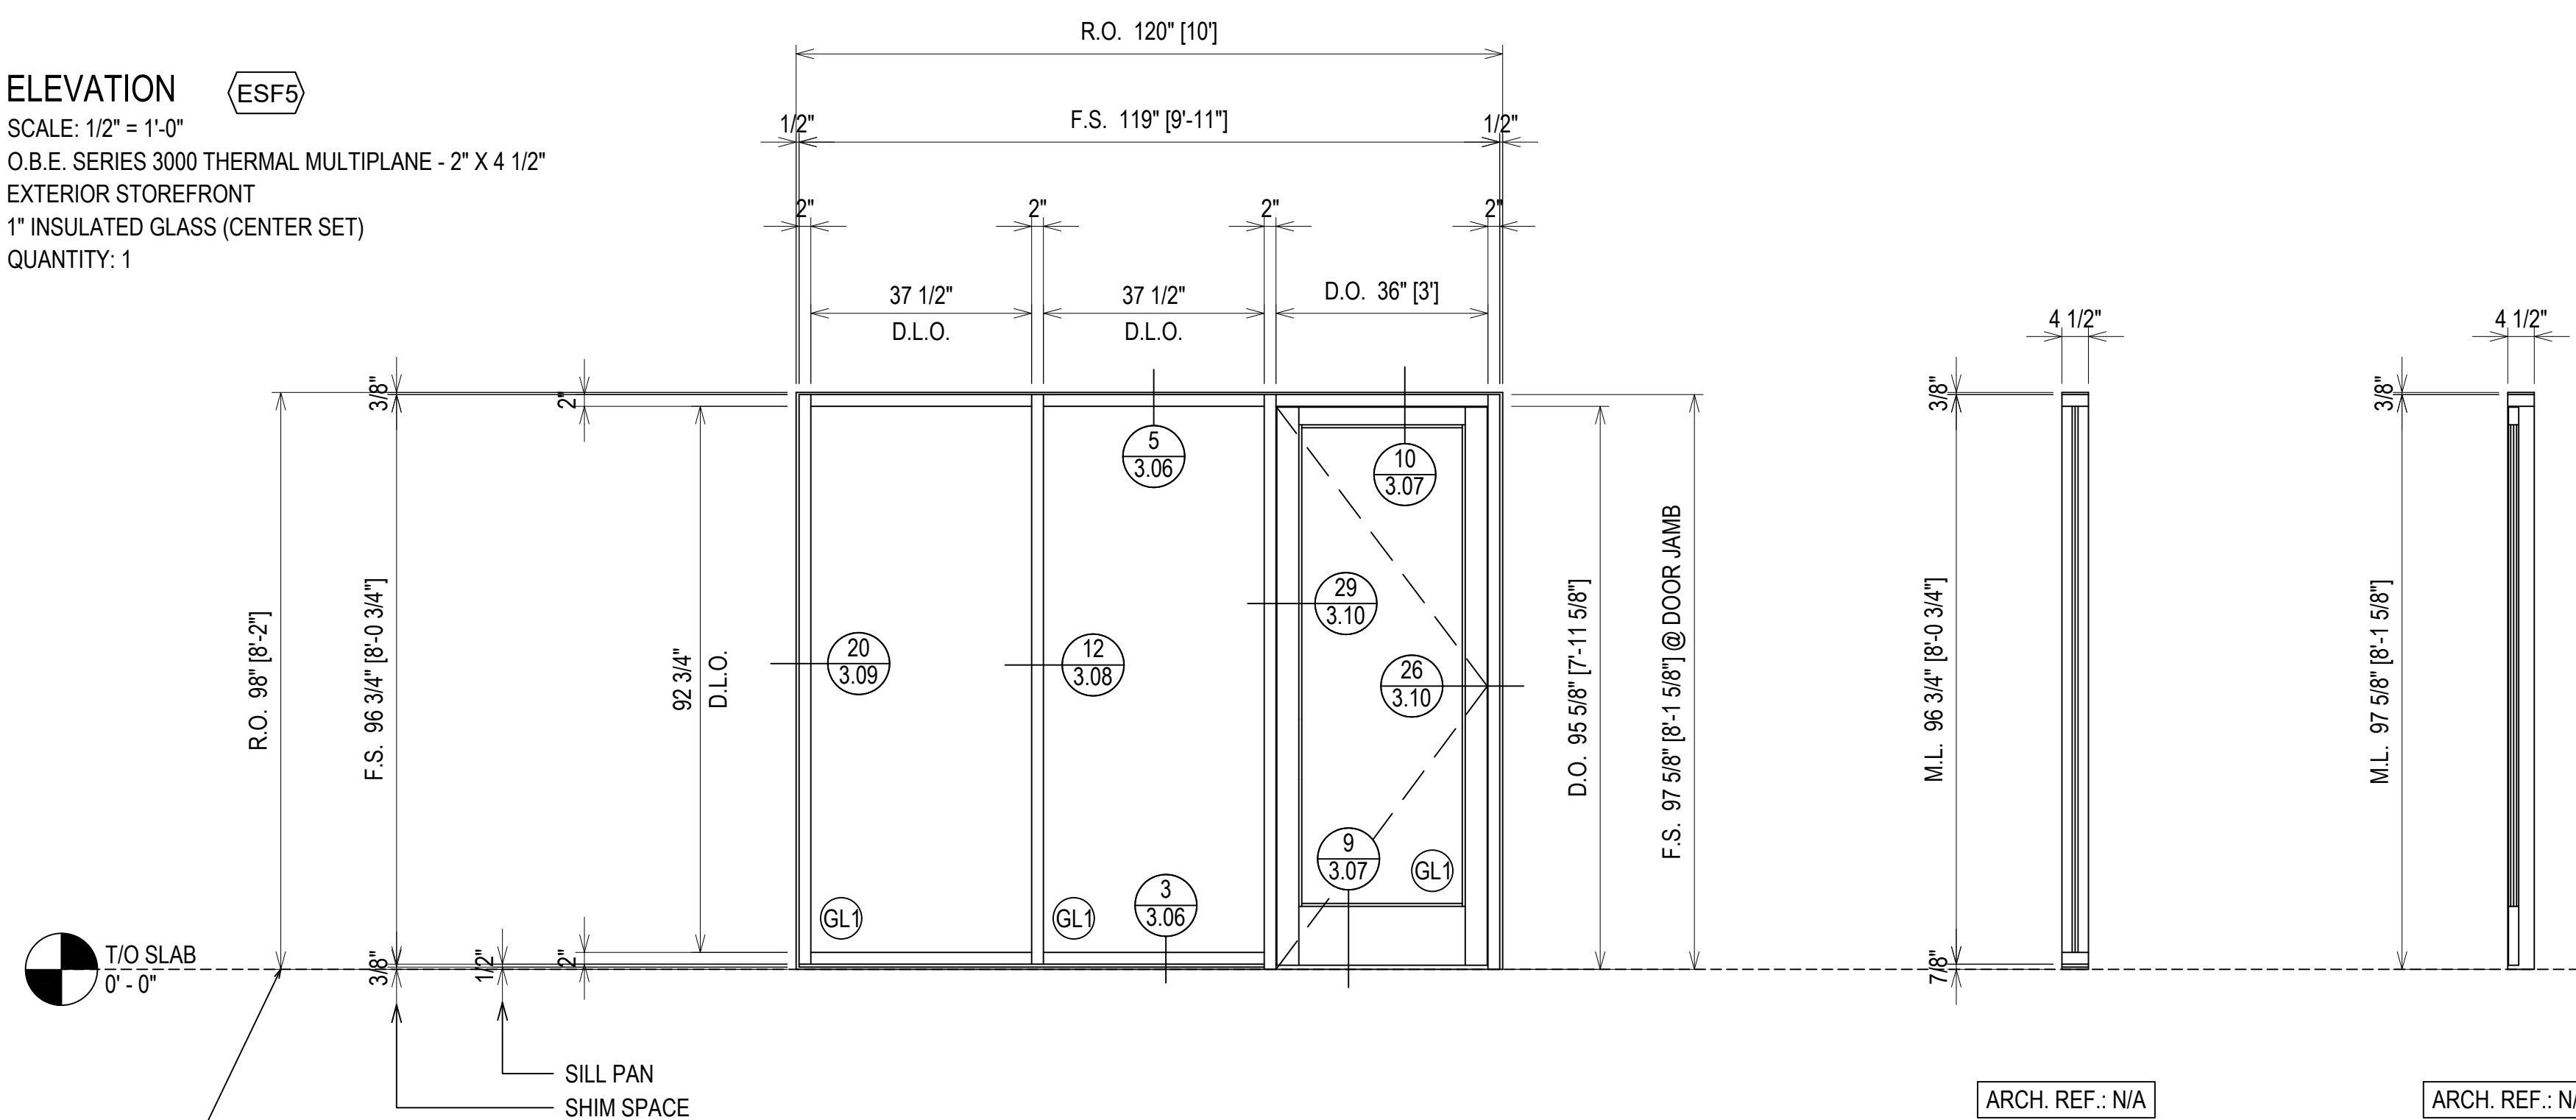 R.O. 120" [10']
ELEVATION
ESF5
SCALE: 1/2" = 1'-0"
O.B.E. SERIES 3000 THERMAL MULTIPLANE - 2" X 4 1/2"
EXTERIOR STOREFRONT
1" INSULATED GLASS (CENTER SET)
QUANTITY: 1
1/2"
F.S. 119" [9'-11"]
1/2"
2"
2"
2"
2"
37 1/2"
D.L.O.
37 1/2"
D.L.O.
D.O. 36" [3']
4 1/2"
4 1/2"
3/8"
2"
3/8"
3/8"
5
3.06
10
3.07
29
3.10
20
3.09
12
3.08
26
3.10
R.O. 98" [8'-2"]
F.S. 96 3/4" [8'-0 3/4"]
92 3/4"
D.L.O.
D.O. 95 5/8" [7'-11 5/8"]
F.S. 97 5/8" [8'-1 5/8"] @ DOOR JAMB
M.L. 96 3/4" [8'-0 3/4"]
M.L. 97 5/8" [8'-1 5/8"]
9
3.07
GL1
GL1
GL1
3
3.06
T/O SLAB
0' - 0"
3/8"
1/2"
2"
7/8"
SILL PAN
SHIM SPACE
ARCH. REF.: N/A
ARCH. REF.: N/